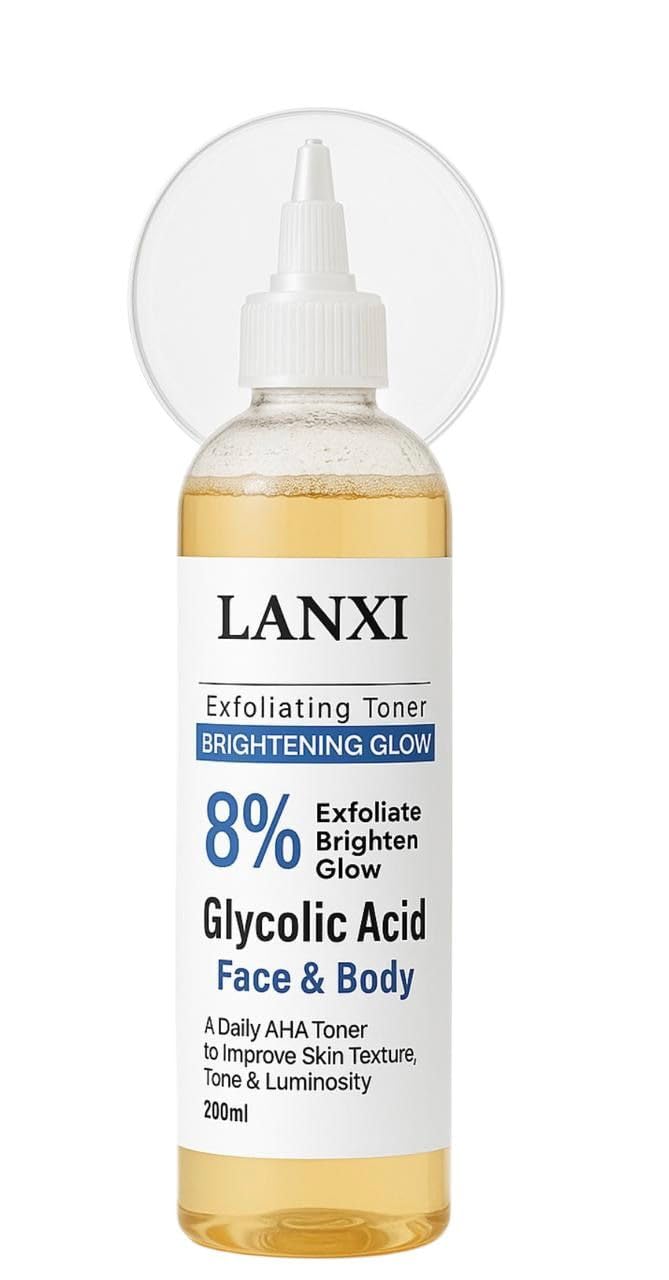 LANXI
Exfoliating Toner
BRIGHTENING GLOW
8%
Exfoliate
Brighten
Glow
Glycolic Acid
Face & Body
A Daily AHA Toner
to Improve Skin Texture,
Tone & Luminosity
200ml